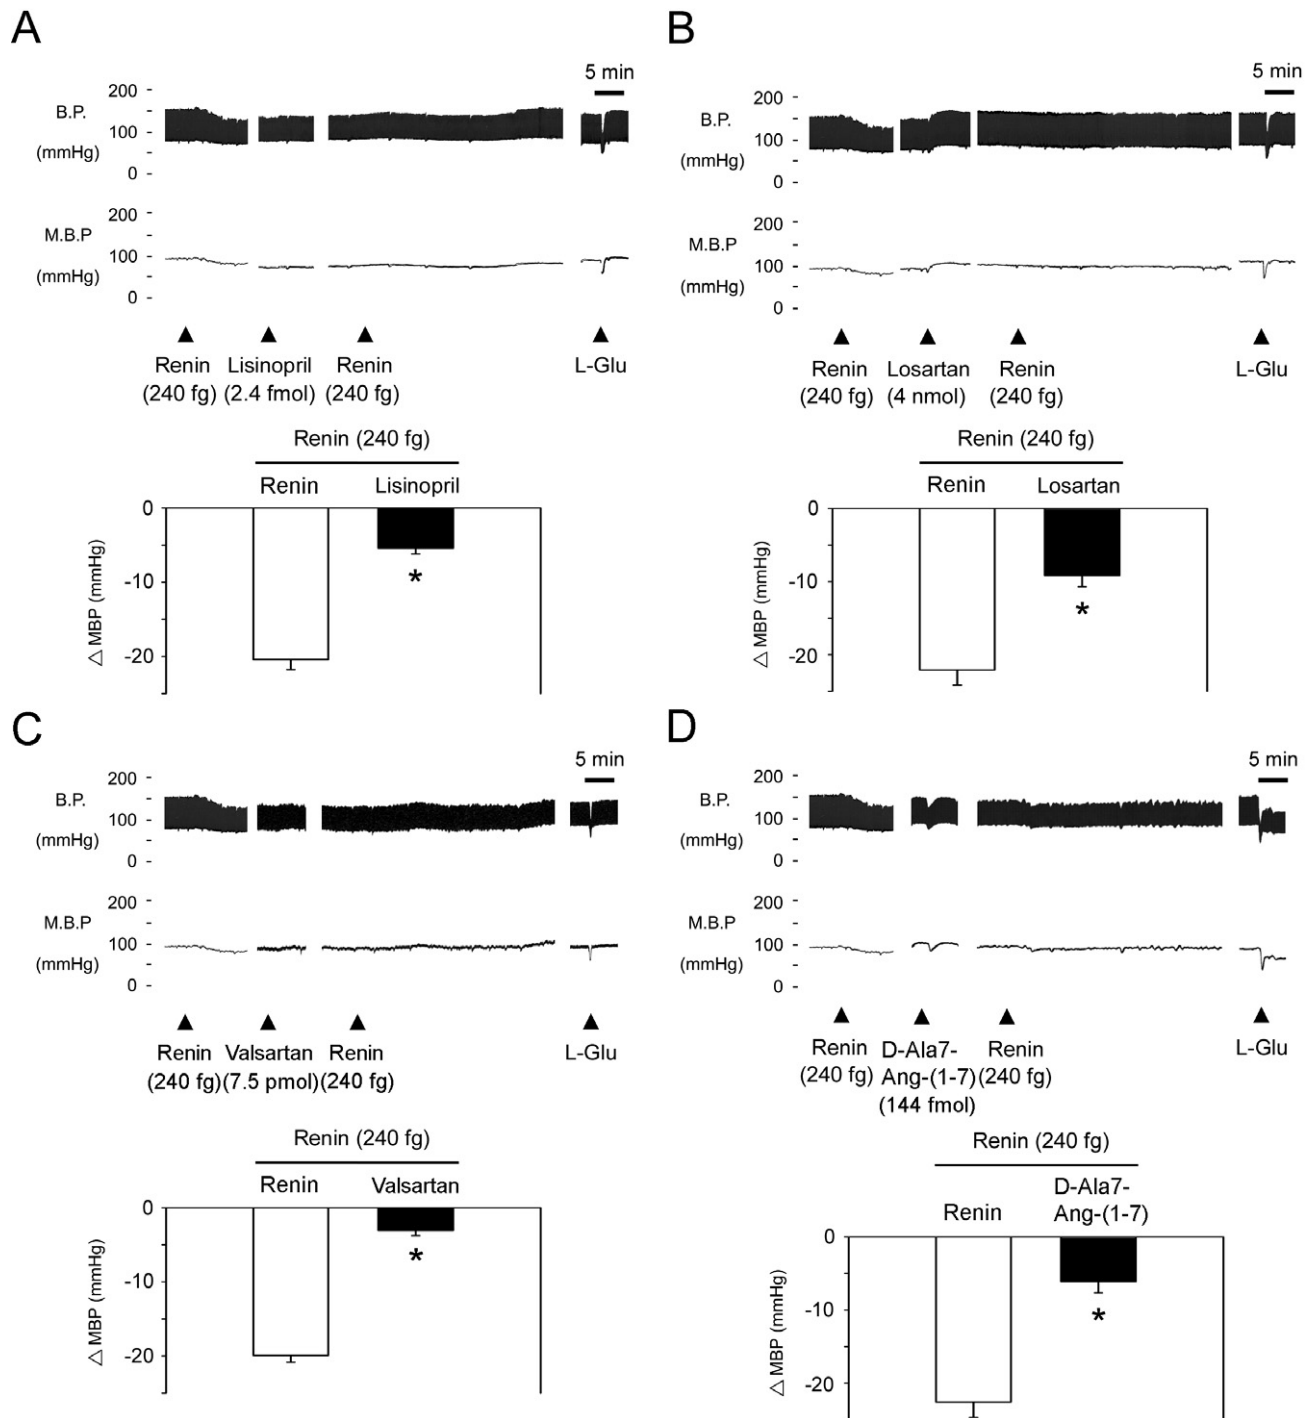 A
5 min
B.P.
(mmHg)
200 -
100 -
0 -
M.B.P
(mmHg)
200 -
100 -
0 -
▲ ▲ ▲ ▲
Renin Lisinopril Renin L-Glu
(240 fg) (2.4 fmol) (240 fg)
Renin (240 fg)
Renin Lisinopril
0
-10
-20
△ MBP (mmHg)
*
B
5 min
B.P.
(mmHg)
200 -
100 -
0 -
M.B.P
(mmHg)
200 -
100 -
0 -
▲ ▲ ▲ ▲
Renin Losartan Renin L-Glu
(240 fg) (4 nmol) (240 fg)
Renin (240 fg)
Renin Losartan
0
-10
-20
△ MBP (mmHg)
*
C
5 min
B.P.
(mmHg)
200 -
100 -
0 -
M.B.P
(mmHg)
200 -
100 -
0 -
▲ ▲ ▲ ▲
Renin Valsartan Renin L-Glu
(240 fg) (7.5 pmol) (240 fg)
Renin (240 fg)
Renin Valsartan
0
-10
-20
△ MBP (mmHg)
*
D
5 min
B.P.
(mmHg)
200 -
100 -
0 -
M.B.P
(mmHg)
200 -
100 -
0 -
▲ ▲ ▲ ▲
Renin D-Ala7- Renin L-Glu
(240 fg) Ang-(1-7) (240 fg)
(144 fmol)
Renin (240 fg)
D-Ala7-
Renin Ang-(1-7)
0
-10
-20
△ MBP (mmHg)
*